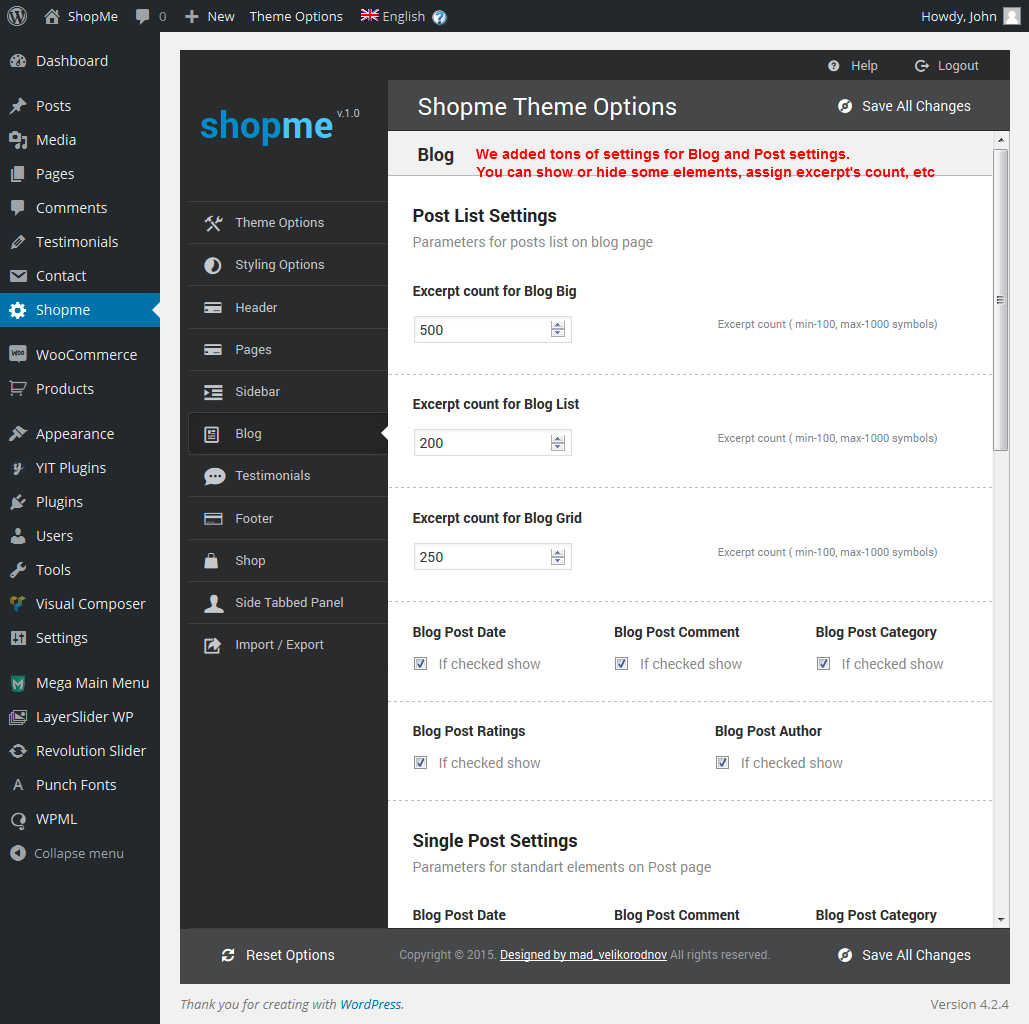 ShopMe 0 New Theme Options English ? Howdy, John
Dashboard
Posts
Media
Pages
Comments
Testimonials
Contact
Shopme
WooCommerce
Products
Appearance
YIT Plugins
Plugins
Users
Tools
Visual Composer
Settings
Mega Main Menu
LayerSlider WP
Revolution Slider
Punch Fonts
WPML
Collapse menu
Help Logout
shopme v.1.0
Shopme Theme Options Save All Changes
Theme Options
Styling Options
Header
Pages
Sidebar
Blog
Testimonials
Footer
Shop
Side Tabbed Panel
Import / Export
Blog
We added tons of settings for Blog and Post settings.
You can show or hide some elements, assign excerpt's count, etc
Post List Settings
Parameters for posts list on blog page
Excerpt count for Blog Big
500 Excerpt count ( min-100, max-1000 symbols)
Excerpt count for Blog List
200 Excerpt count ( min-100, max-1000 symbols)
Excerpt count for Blog Grid
250 Excerpt count ( min-100, max-1000 symbols)
Blog Post Date Blog Post Comment Blog Post Category
If checked show If checked show If checked show
Blog Post Ratings Blog Post Author
If checked show If checked show
Single Post Settings
Parameters for standart elements on Post page
Blog Post Date Blog Post Comment Blog Post Category
Reset Options Copyright © 2015. Designed by mad_velikorodnov All rights reserved. Save All Changes
Thank you for creating with WordPress. Version 4.2.4